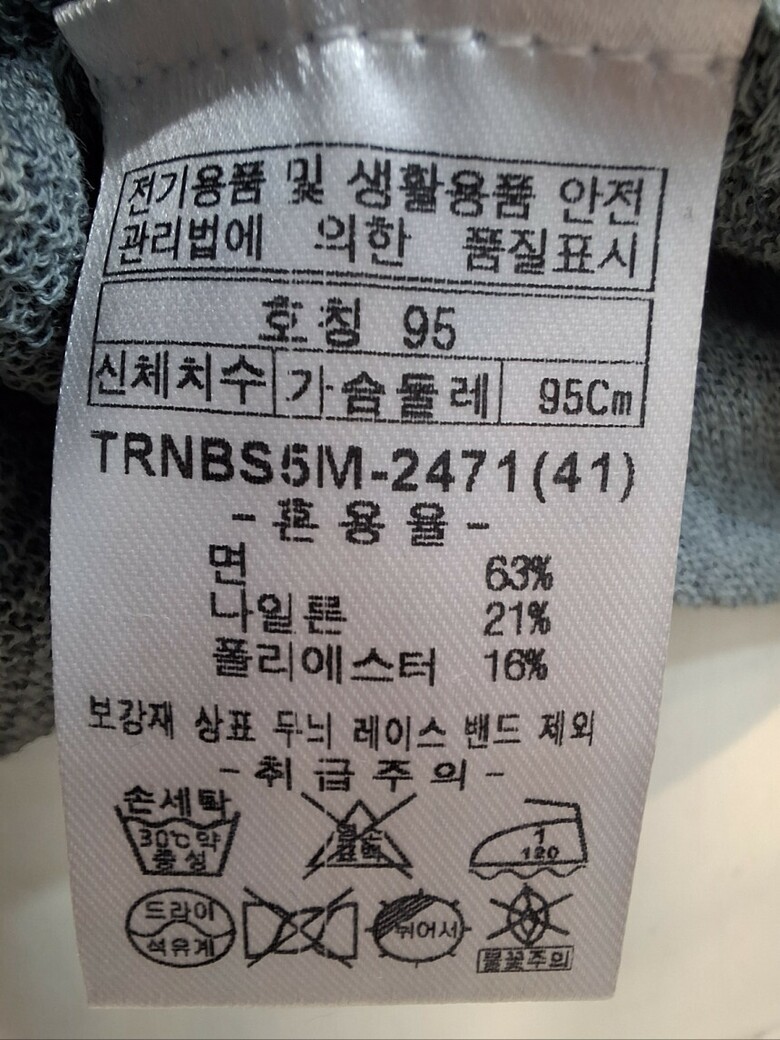 전기용품 및 생활용품 안전
관리법에 의한 품질표시
호칭 95
신체치수 가슴둘레 95Cm
TRNBS5M-2471(41)
-혼용율-
면 63%
나일론 21%
폴리에스터 16%
보강재 상표 무늬 레이스 밴드 제외
-취급주의-
손세탁
30℃약 염소 1
중성 표백 120
드라이 뉘어서
석유계 불꽃주의